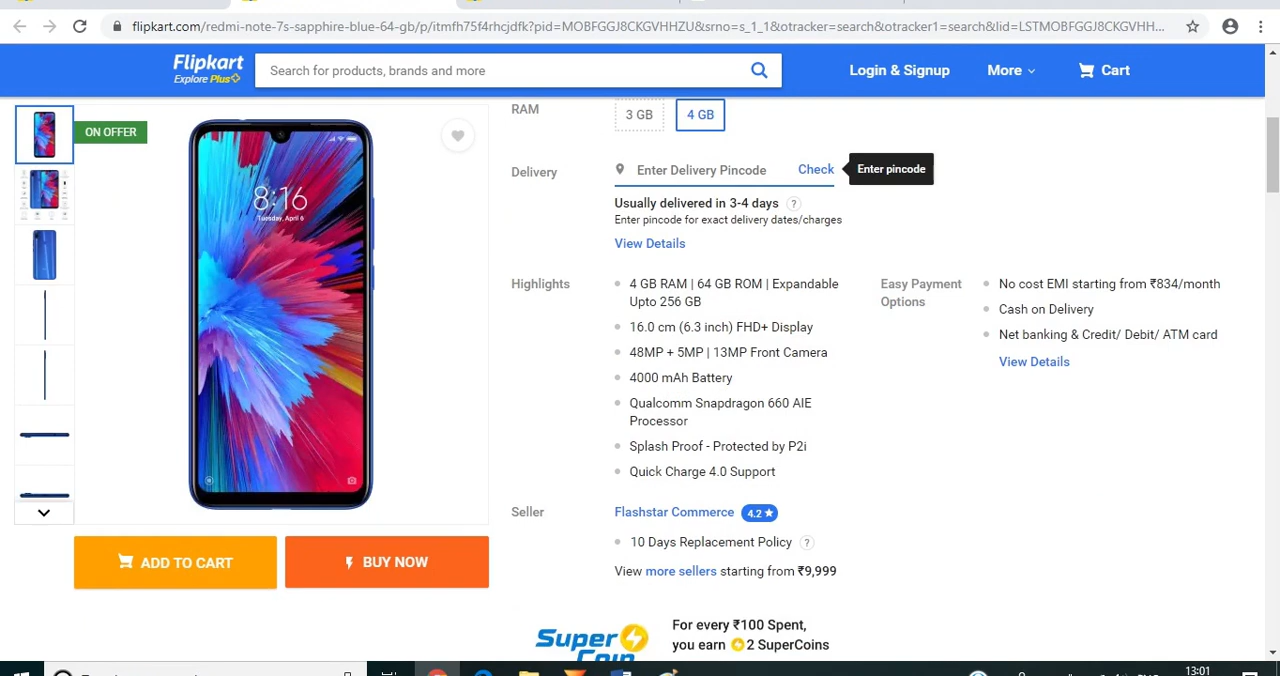 flipkart.com/redmi-note-7s-sapphire-blue-64-gb/p/itmfh75f4rhcjdfk?pid=MOBFGGJ8CKGVHHZU&srno=s_1_1&otracker=search&otracker1=search&lid=LSTMOBFGGJ8CKGVHH...
Flipkart
Explore Plus
Search for products, brands and more
Login & Signup
More
Cart
ON OFFER
8:16
Tuesday, April 6
ADD TO CART
BUY NOW
RAM
3 GB
4 GB
Delivery
Enter Delivery Pincode
Check
Enter pincode
Usually delivered in 3-4 days ?
Enter pincode for exact delivery dates/charges
View Details
Highlights
4 GB RAM | 64 GB ROM | Expandable
Upto 256 GB
16.0 cm (6.3 inch) FHD+ Display
48MP + 5MP | 13MP Front Camera
4000 mAh Battery
Qualcomm Snapdragon 660 AIE
Processor
Splash Proof - Protected by P2i
Quick Charge 4.0 Support
Easy Payment
Options
No cost EMI starting from ₹834/month
Cash on Delivery
Net banking & Credit/ Debit/ ATM card
View Details
Seller
Flashstar Commerce 4.2★
10 Days Replacement Policy ?
View more sellers starting from ₹9,999
Super
Coin
For every ₹100 Spent,
you earn 2 SuperCoins
13:01